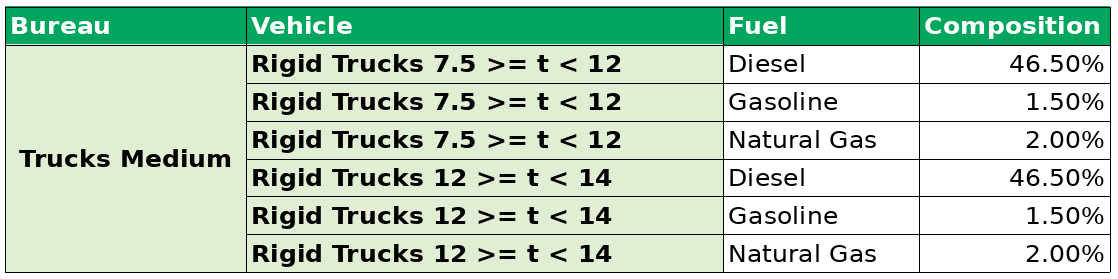 Bureau Vehicle Fuel Composition
Rigid Trucks 7.5 >= t < 12 Diesel 46.50%
Rigid Trucks 7.5 >= t < 12 Gasoline 1.50%
Rigid Trucks 7.5 >= t < 12 Natural Gas 2.00%
Trucks Medium
Rigid Trucks 12 >= t < 14 Diesel 46.50%
Rigid Trucks 12 >= t < 14 Gasoline 1.50%
Rigid Trucks 12 >= t < 14 Natural Gas 2.00%